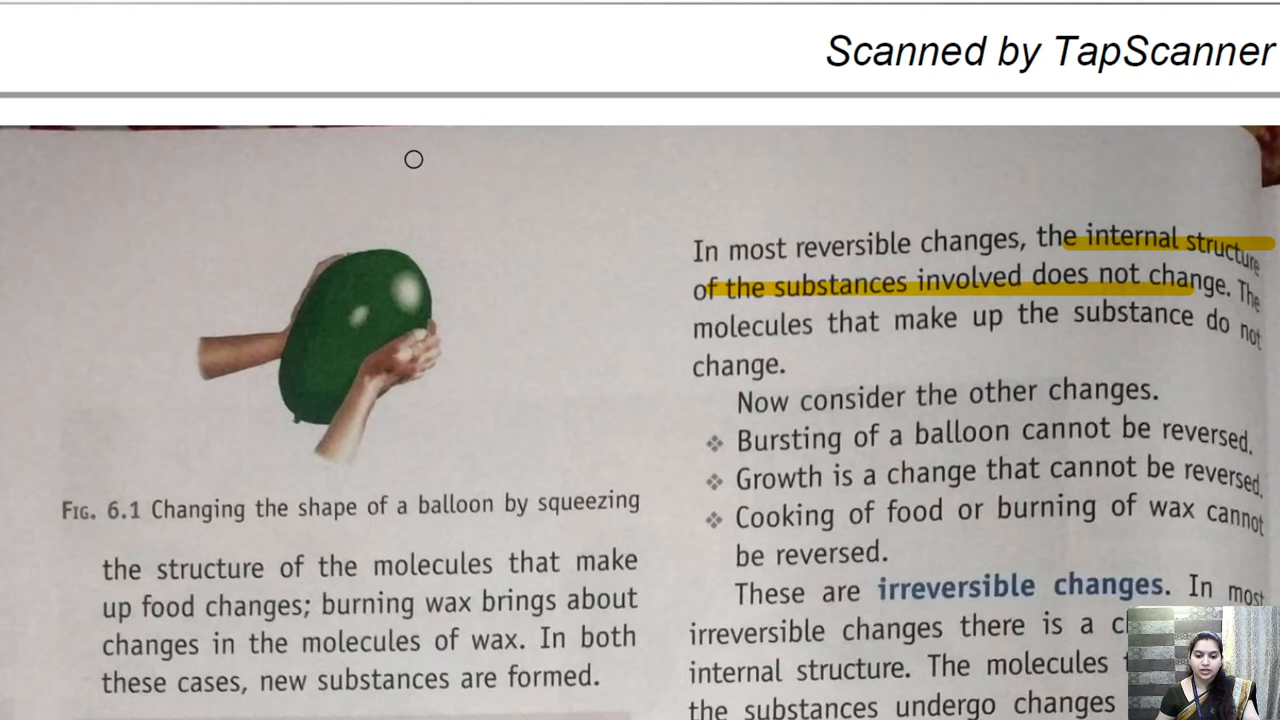 Scanned by TapScanner
FIG. 6.1 Changing the shape of a balloon by squeezing
the structure of the molecules that make
up food changes; burning wax brings about
changes in the molecules of wax. In both
these cases, new substances are formed.
In most reversible changes, the internal structure
of the substances involved does not change. The
molecules that make up the substance do not
change.
Now consider the other changes.
❖ Bursting of a balloon cannot be reversed.
❖ Growth is a change that cannot be reversed.
❖ Cooking of food or burning of wax cannot
be reversed.
These are irreversible changes. In most
irreversible changes there is a
internal structure. The molecules
the substances undergo changes